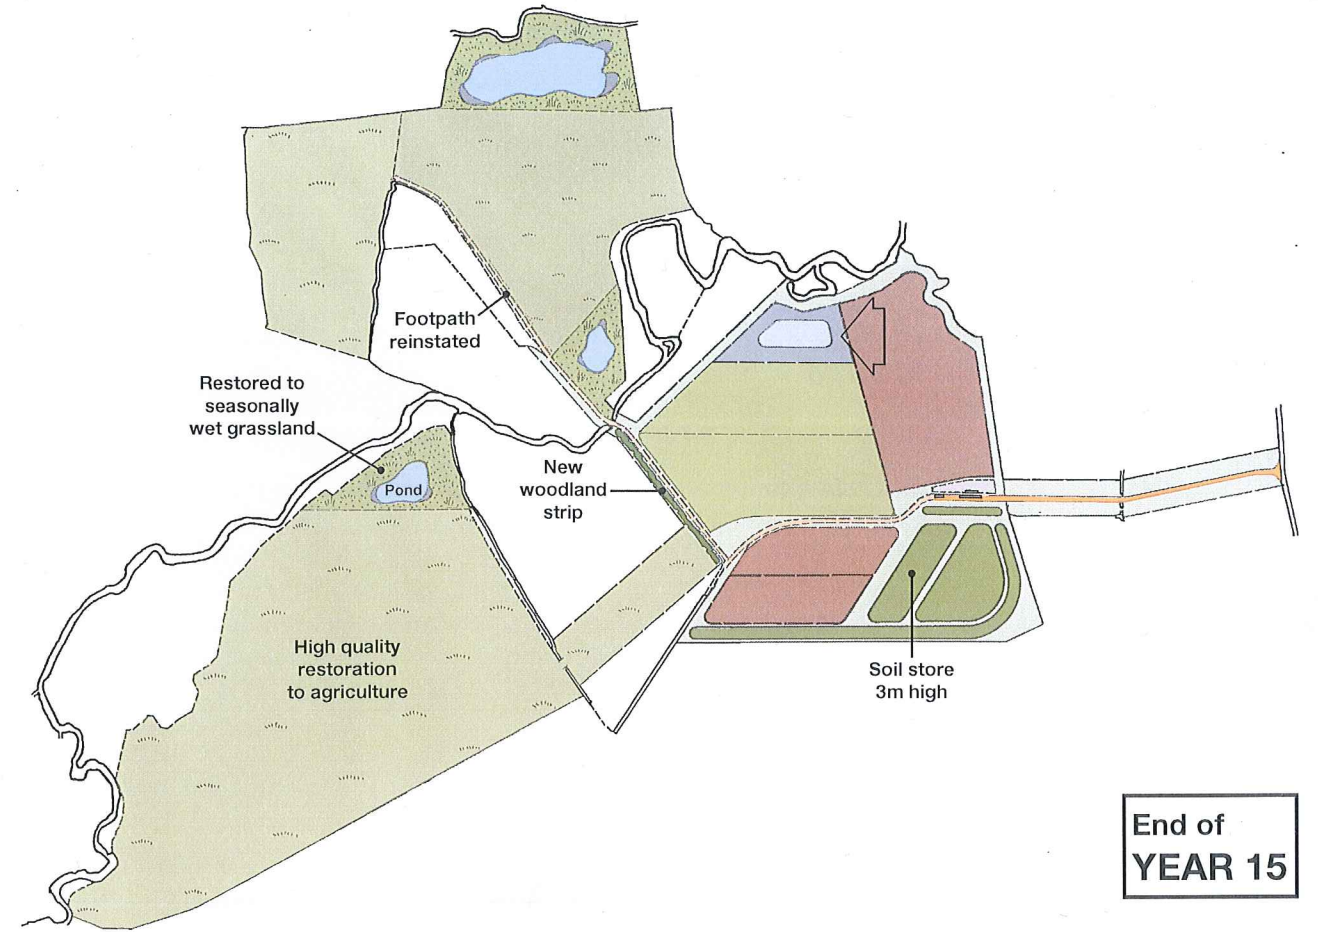 Footpath
reinstated
Restored to
seasonally
wet grassland
Pond
New
woodland
strip
High quality
restoration
to agriculture
Soil store
3m high
End of
YEAR 15